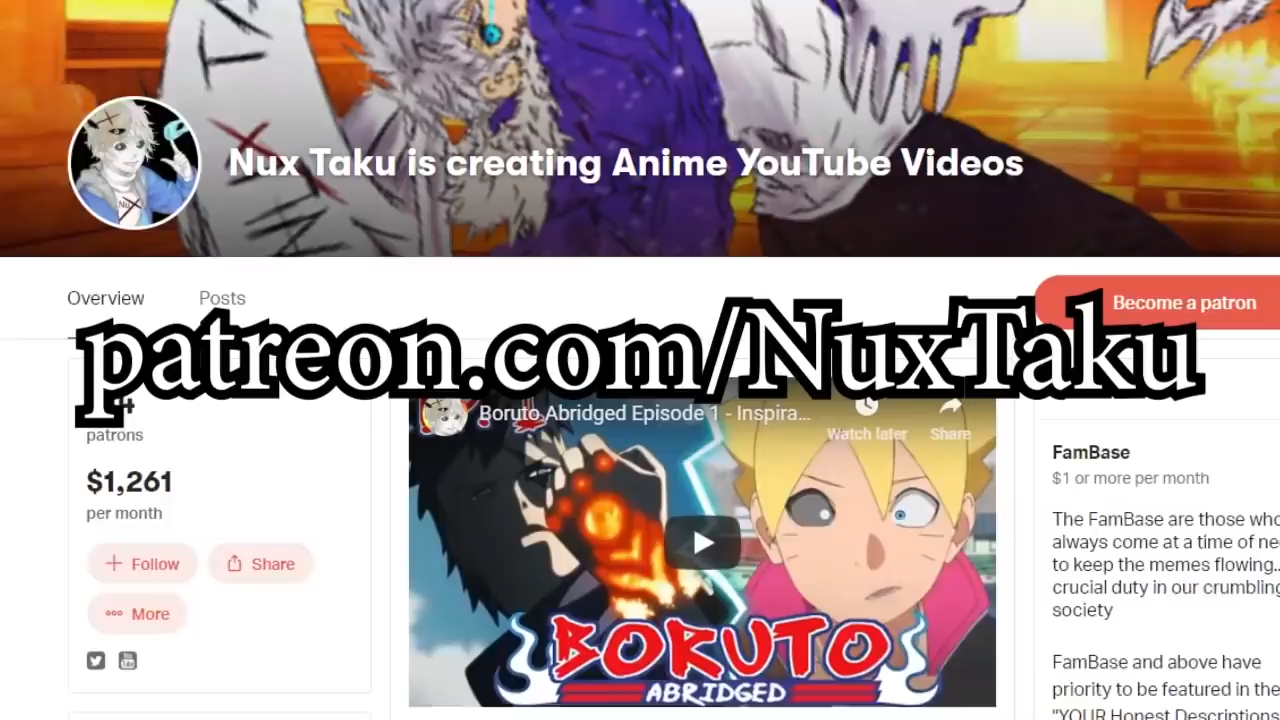 Nux Taku is creating Anime YouTube Videos
Overview
Posts
Become a patron
patreon.com/NuxTaku
patrons
$1,261
per month
Follow
Share
More
Boruto Abridged Episode 1 - Inspira...
Watch later
Share
BORUTO
ABRIDGED
FamBase
$1 or more per month
The FamBase are those who
always come at a time of ne
to keep the memes flowing..
crucial duty in our crumbling
society
FamBase and above have
priority to be featured in the
"YOUR Honest Descriptions